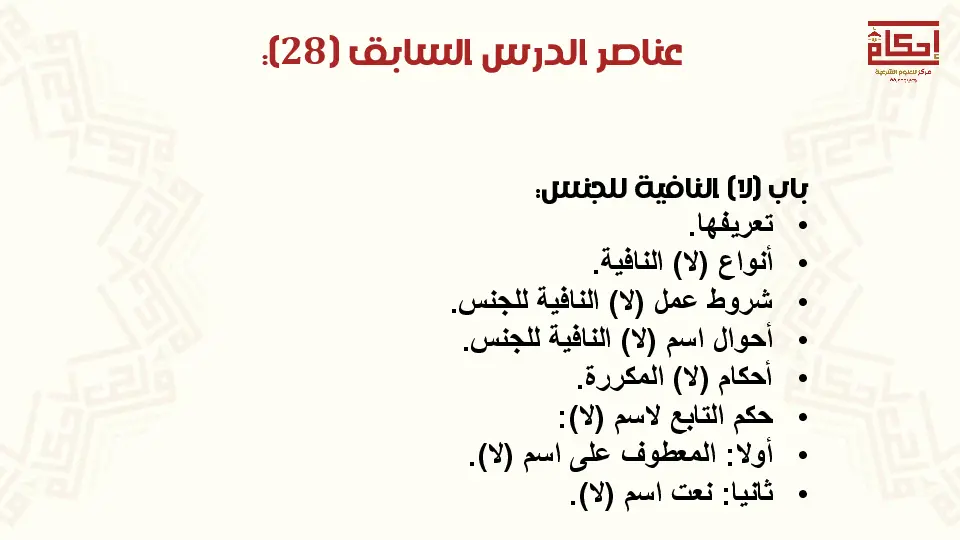 إحكام
مركز للعلوم الشرعية
عناصر الدرس السابق (28):
باب (لا) النافية للجنس:
• تعريفها.
• أنواع (لا) النافية.
• شروط عمل (لا) النافية للجنس.
• أحوال اسم (لا) النافية للجنس.
• أحكام (لا) المكررة.
• حكم التابع لاسم (لا):
• أولا: المعطوف على اسم (لا).
• ثانيا: نعت اسم (لا).